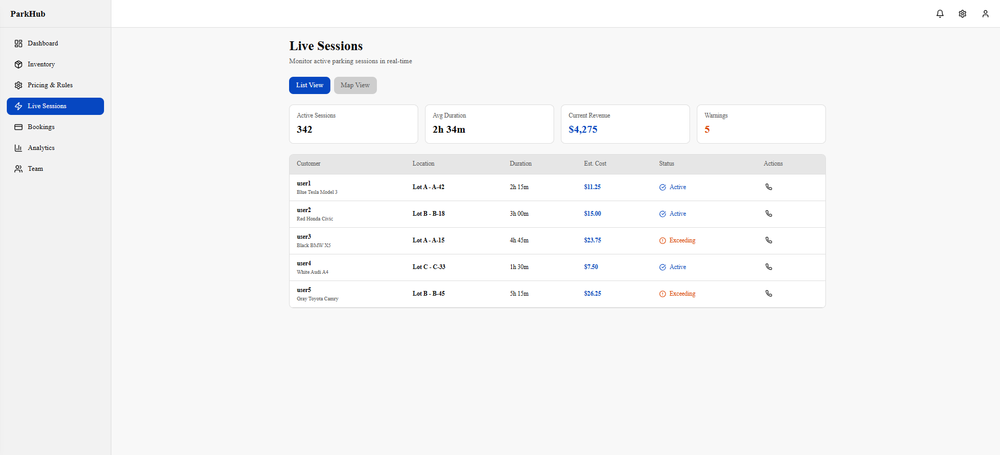 ParkHub
Dashboard
Inventory
Pricing & Rules
Live Sessions
Bookings
Analytics
Team
Live Sessions
Monitor active parking sessions in real-time
List View Map View
Active Sessions Avg Duration Current Revenue Warnings
342 2h 34m $4,275 5
Customer Location Duration Est. Cost Status Actions
user1
Blue Tesla Model 3
Lot A - A-42 2h 15m $11.25 Active
user2
Red Honda Civic
Lot B - B-18 3h 00m $15.00 Active
user3
Black BMW X5
Lot A - A-15 4h 45m $23.75 Exceeding
user4
White Audi A4
Lot C - C-33 1h 30m $7.50 Active
user5
Gray Toyota Camry
Lot B - B-45 5h 15m $26.25 Exceeding